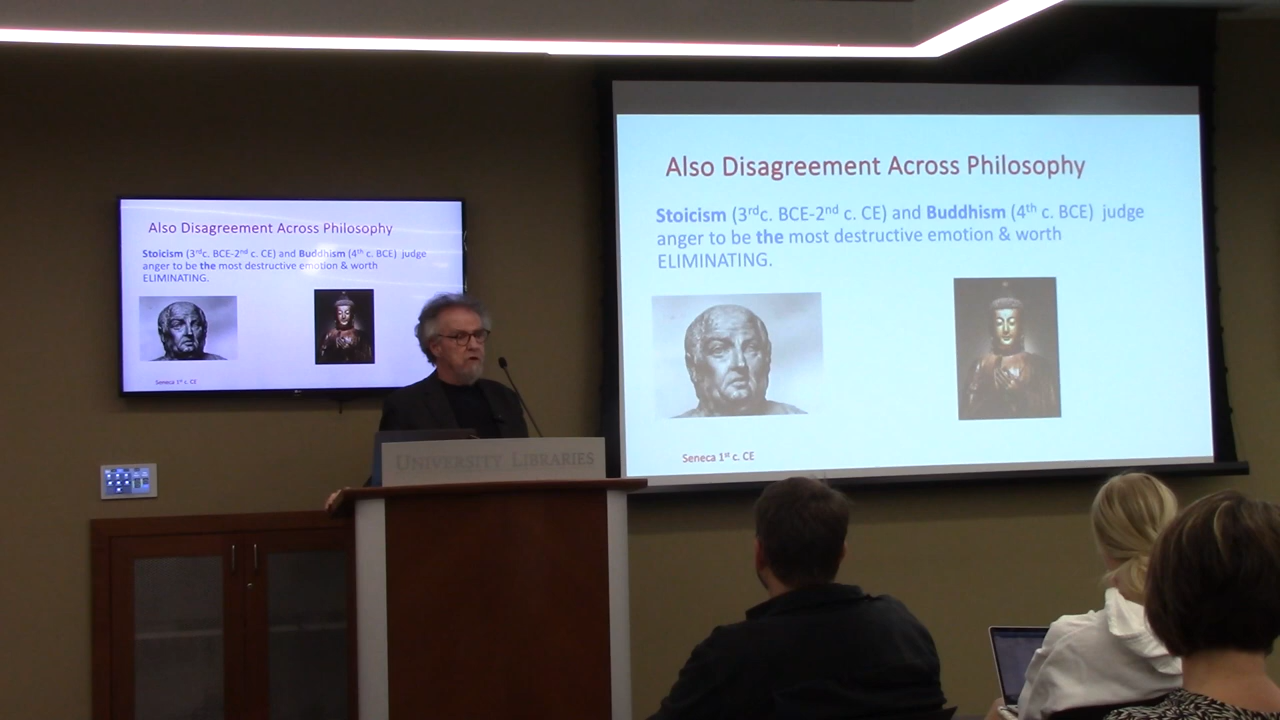 Also Disagreement Across Philosophy
Stoicism (3rd c. BCE-2nd c. CE) and Buddhism (4th c. BCE) judge
anger to be the most destructive emotion & worth
ELIMINATING.
Seneca 1st c. CE
UNIVERSITY LIBRARIES
Also Disagreement Across Philosophy
Stoicism (3rdc. BCE-2nd c. CE) and Buddhism (4th c. BCE) judge
anger to be the most destructive emotion & worth
ELIMINATING.
Seneca 1st c. CE